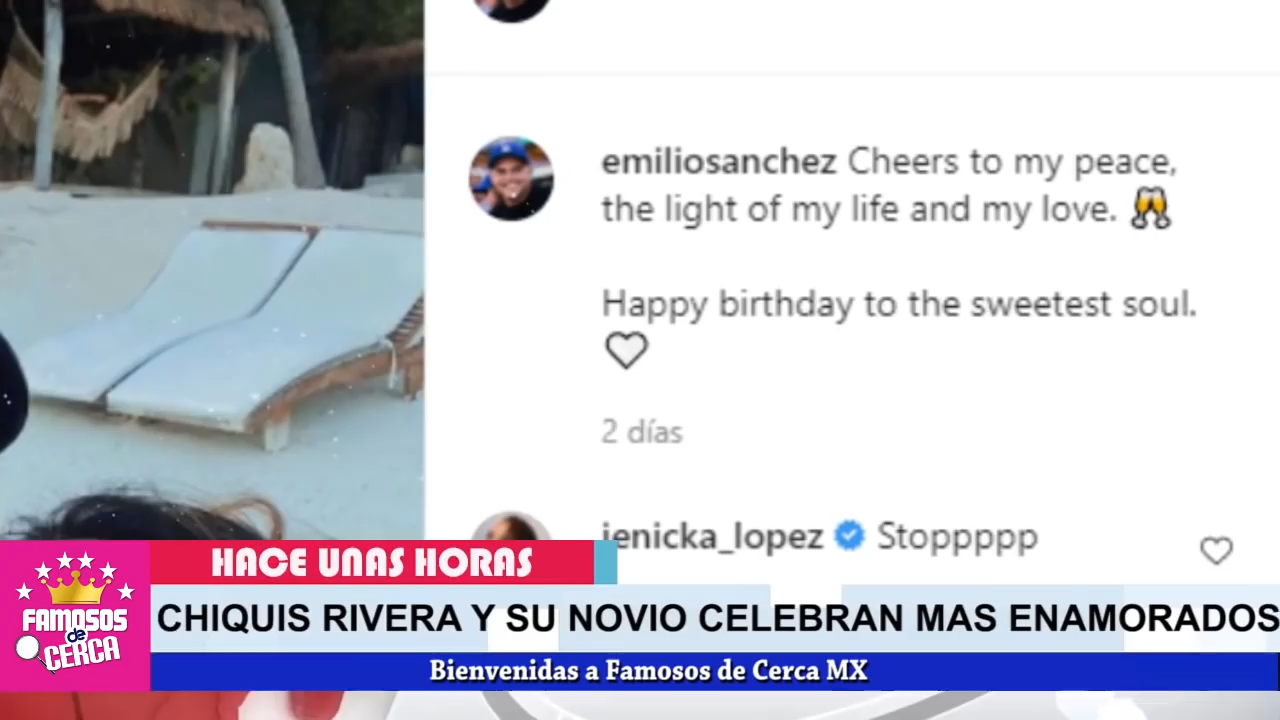 emiliosanchez Cheers to my peace,
the light of my life and my love. 🥂
Happy birthday to the sweetest soul.
🤍
2 días
jenicka_lopez Stoppppp
HACE UNAS HORAS
CHIQUIS RIVERA Y SU NOVIO CELEBRAN MAS ENAMORADOS
FAMOSOS
de
CERCA
Bienvenidas a Famosos de Cerca MX